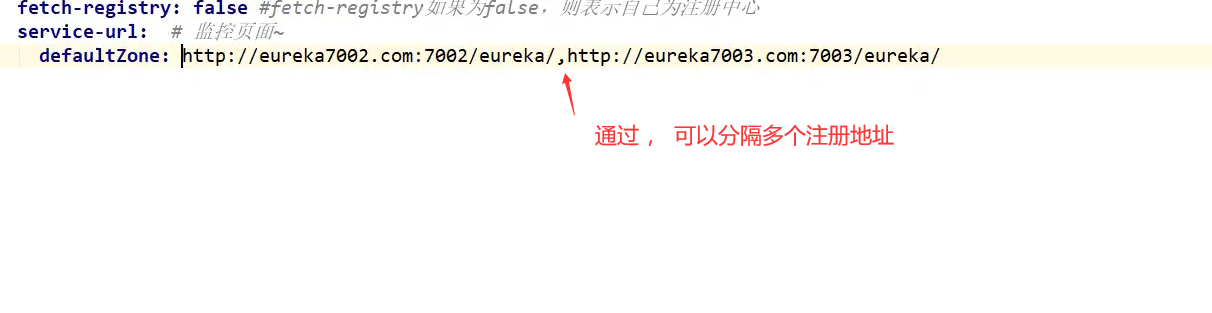 fetch-registry: false #fetch-registry如果为false，则表示自己为注册中心
service-url:  # 监控页面~
defaultZone: http://eureka7002.com:7002/eureka/,http://eureka7003.com:7003/eureka/
通过 ， 可以分隔多个注册地址